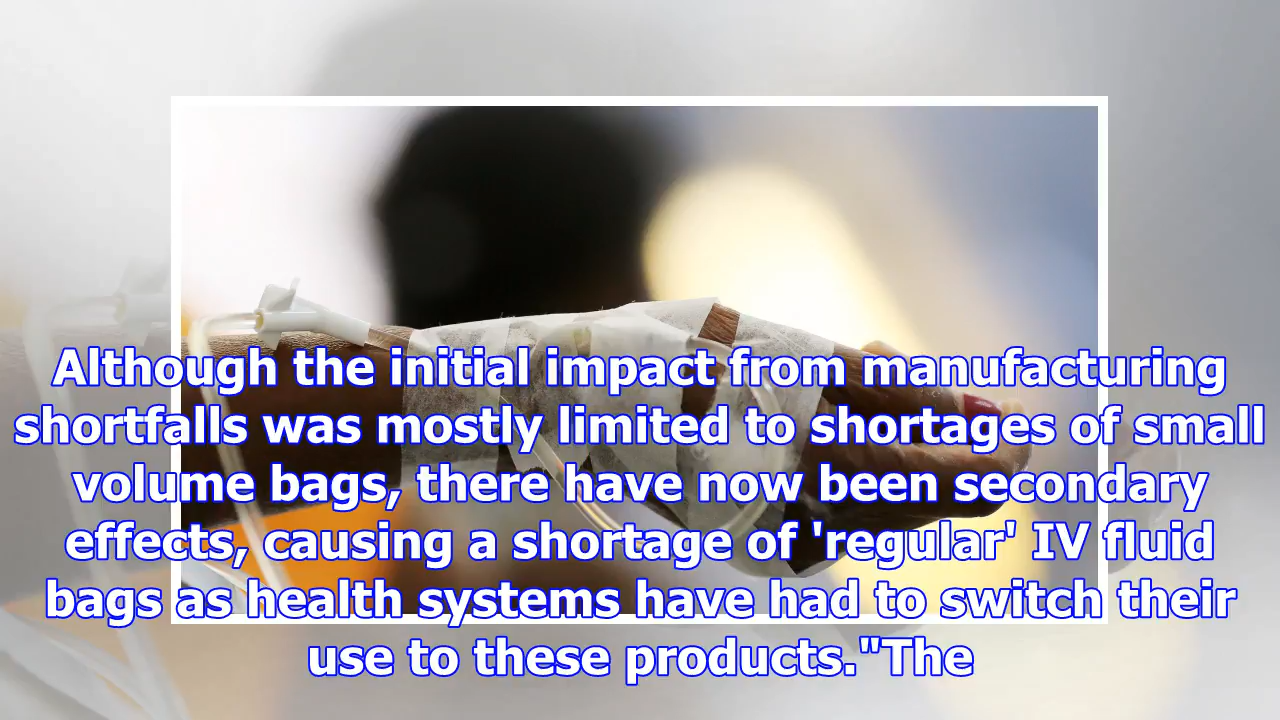 Although the initial impact from manufacturing
shortfalls was mostly limited to shortages of small
volume bags, there have now been secondary
effects, causing a shortage of 'regular' IV fluid
bags as health systems have had to switch their
use to these products."The